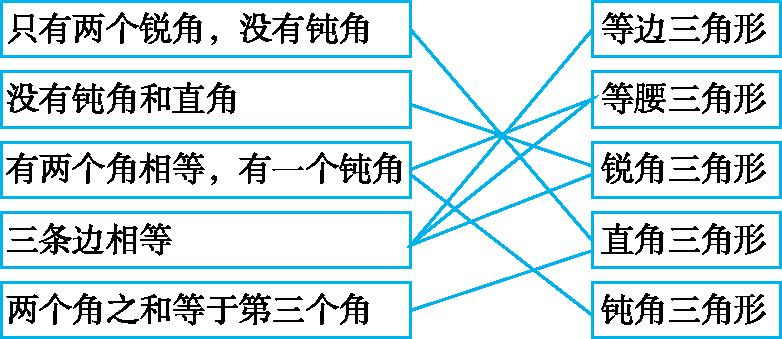 只有两个锐角，没有钝角
等边三角形
没有钝角和直角
等腰三角形
有两个角相等，有一个钝角
锐角三角形
三条边相等
直角三角形
两个角之和等于第三个角
钝角三角形